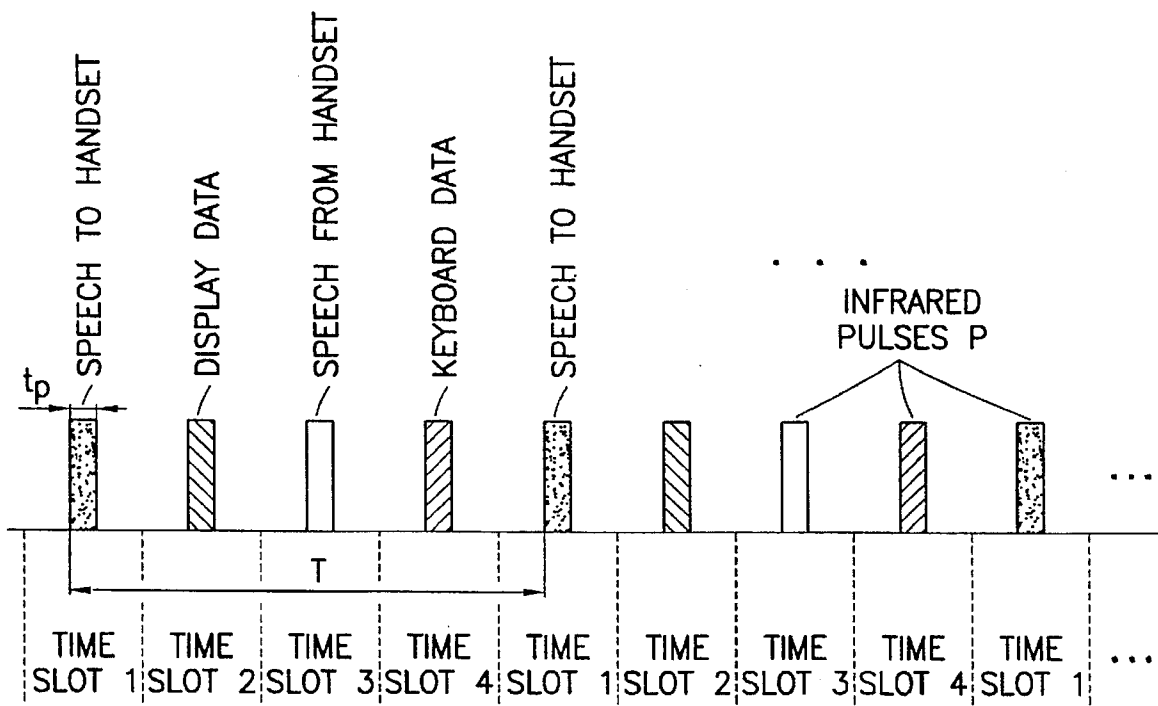 SPEECH TO HANDSET
DISPLAY DATA
SPEECH FROM HANDSET
KEYBOARD DATA
SPEECH TO HANDSET
. . .
INFRARED
PULSES P
tp
...
T
TIME SLOT 1
TIME SLOT 2
TIME SLOT 3
TIME SLOT 4
TIME SLOT 1
TIME SLOT 2
TIME SLOT 3
TIME SLOT 4
TIME SLOT 1
...